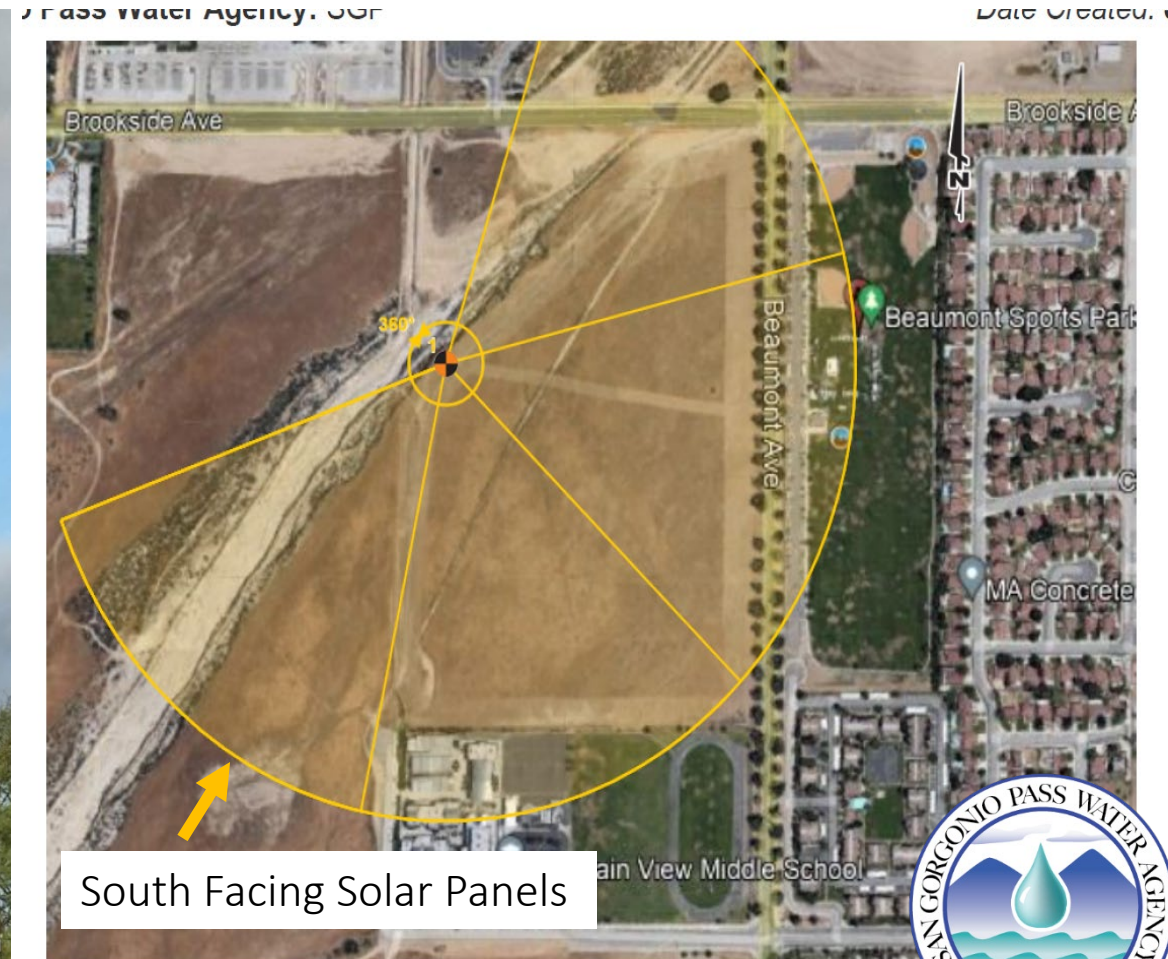 Pass Water Agency: SGP
Date Created:
Brookside Ave
Brookside A
N
360°
1
Beaumont Sports Park
Beaumont Ave
MA Concrete
South Facing Solar Panels
ain View Middle School
SAN GORGONIO PASS WATER AGENCY